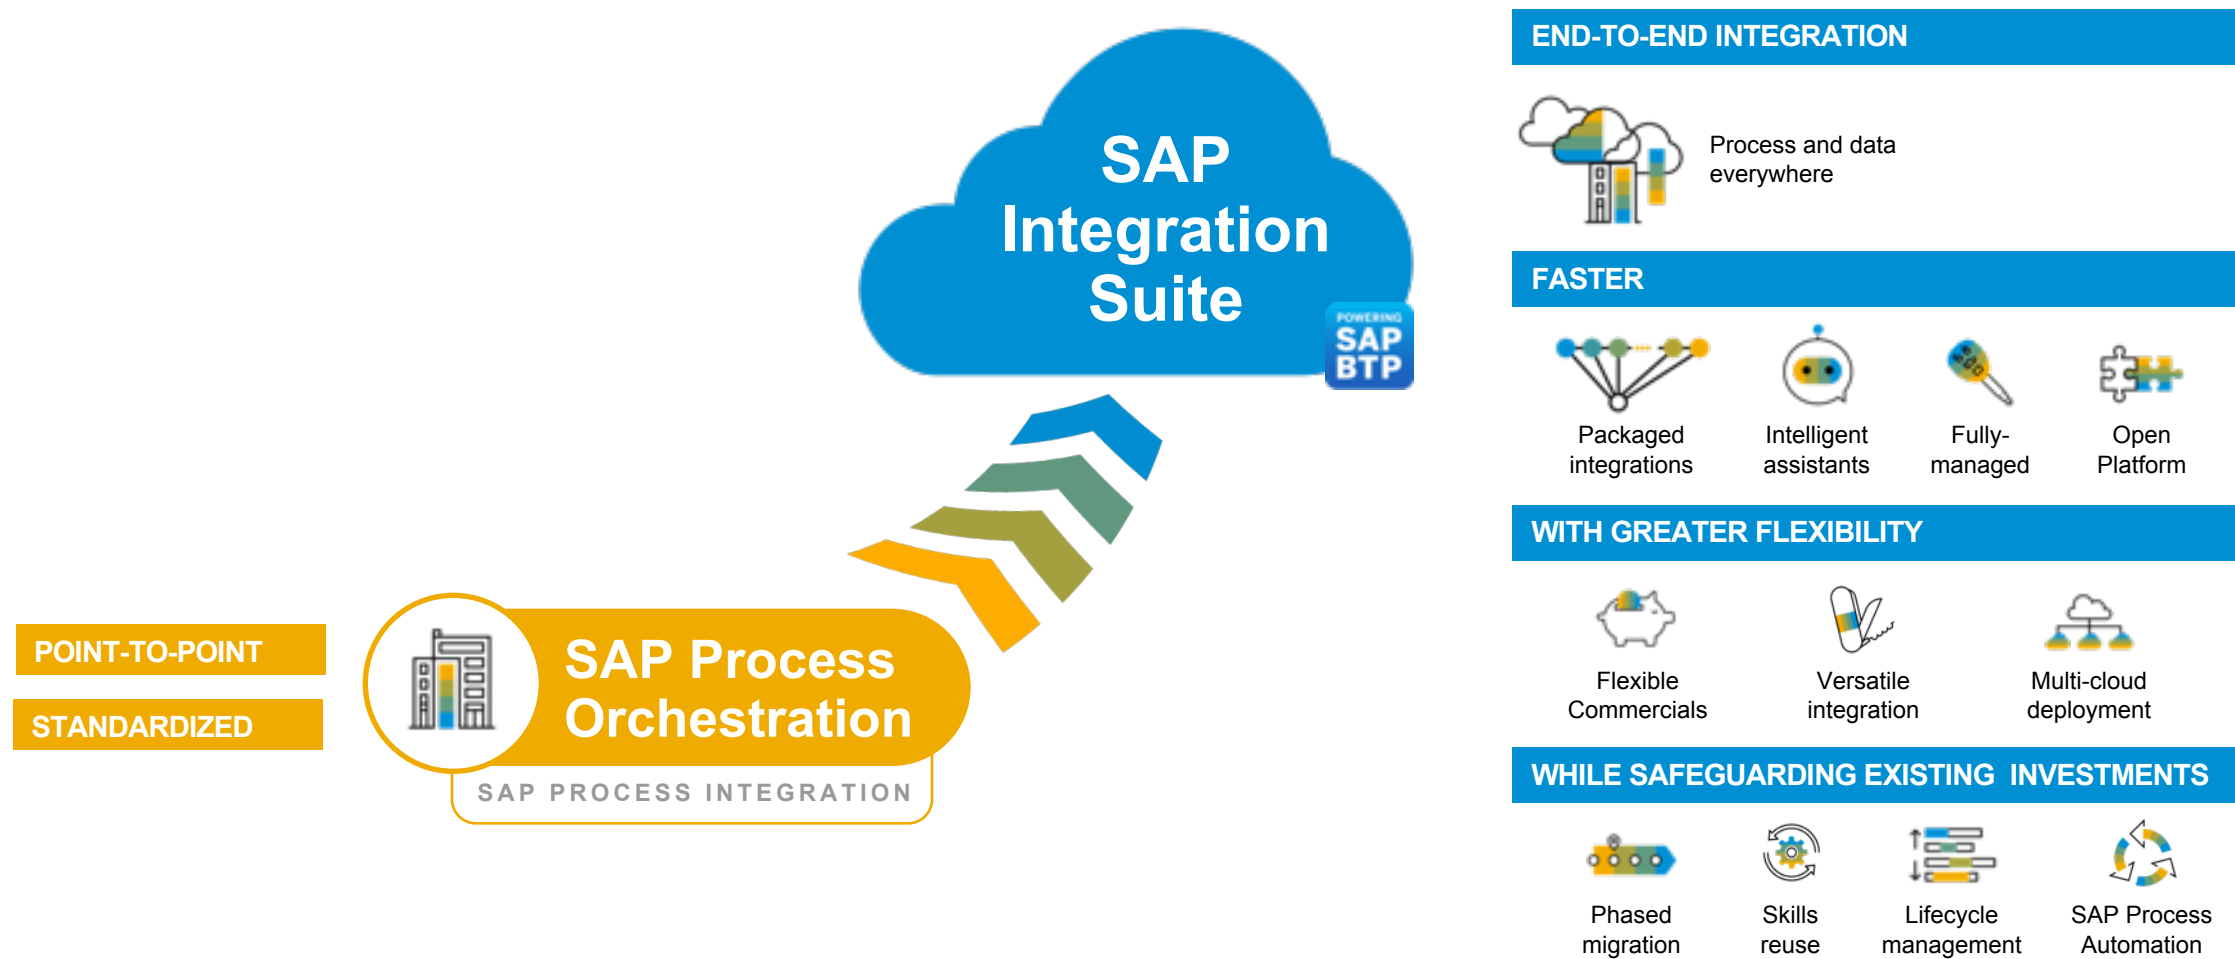 SAP
Integration
Suite
POWERING
SAP
BTP
POINT-TO-POINT
STANDARDIZED
SAP Process
Orchestration
SAP PROCESS INTEGRATION
END-TO-END INTEGRATION
Process and data
everywhere
FASTER
Packaged
integrations
Intelligent
assistants
Fully-
managed
Open
Platform
WITH GREATER FLEXIBILITY
Flexible
Commercials
Versatile
integration
Multi-cloud
deployment
WHILE SAFEGUARDING EXISTING INVESTMENTS
Phased
migration
Skills
reuse
Lifecycle
management
SAP Process
Automation